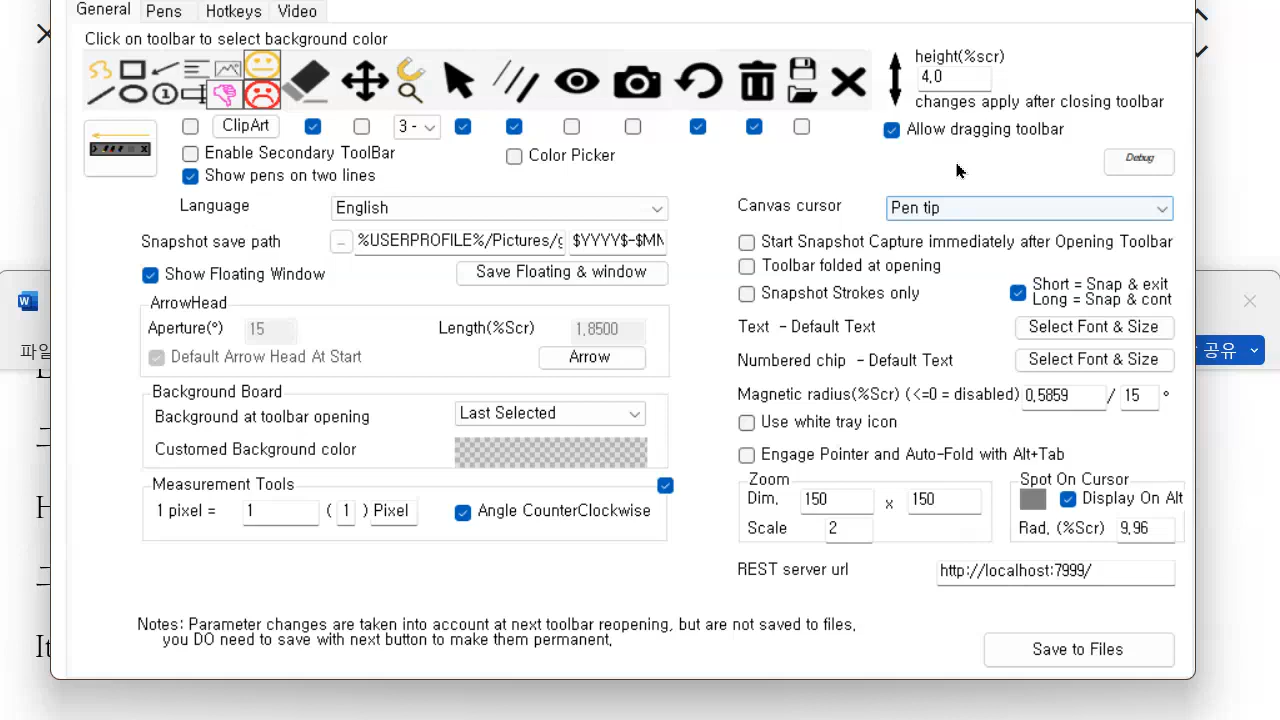 General Pens Hotkeys Video
Click on toolbar to select background color
height(%scr)
4,0
changes apply after closing toolbar
ClipArt
3 -
Allow dragging toolbar
Enable Secondary ToolBar
Color Picker
Show pens on two lines
Debug
Language English
Canvas cursor Pen tip
Snapshot save path ... %USERPROFILE%/Pictures/g $YYYY$-$MM
Start Snapshot Capture immediately after Opening Toolbar
Show Floating Window
Save Floating & window
Toolbar folded at opening
Snapshot Strokes only
Short = Snap & exit
Long = Snap & cont
ArrowHead
Aperture(°) 15 Length(%Scr) 1,8500
Default Arrow Head At Start
Arrow
Text - Default Text
Select Font & Size
Numbered chip - Default Text
Select Font & Size
Background Board
Background at toolbar opening Last Selected
Customed Background color
Magnetic radius(%Scr) (<=0 = disabled) 0,5859 / 15 °
Use white tray icon
Engage Pointer and Auto-Fold with Alt+Tab
Measurement Tools
1 pixel = 1 ( 1 ) Pixel
Angle CounterClockwise
Zoom
Dim, 150 x 150
Scale 2
Spot On Cursor
Display On Alt
Rad, (%Scr) 9,96
REST server url http://localhost:7999/
Notes: Parameter changes are taken into account at next toolbar reopening, but are not saved to files,
you DO need to save with next button to make them permanent,
Save to Files
파일
공유
It